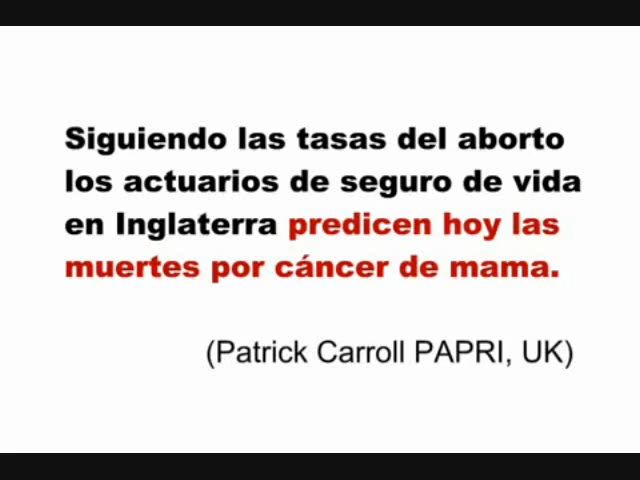 Siguiendo las tasas del aborto
los actuarios de seguro de vida
en Inglaterra predicen hoy las
muertes por cáncer de mama.
(Patrick Carroll PAPRI, UK)